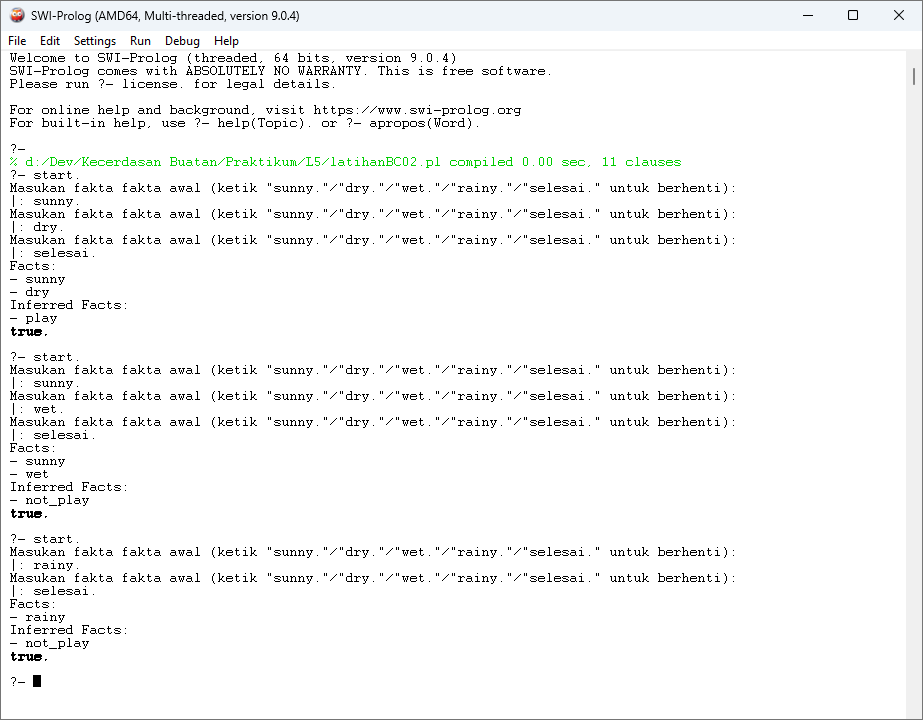 SWI-Prolog (AMD64, Multi-threaded, version 9.0.4)
File Edit Settings Run Debug Help
Welcome to SWI-Prolog (threaded, 64 bits, version 9.0.4)
SWI-Prolog comes with ABSOLUTELY NO WARRANTY. This is free software.
Please run ?- license. for legal details.
For online help and background, visit https://www.swi-prolog.org
For built-in help, use ?- help(Topic). or ?- apropos(Word).
?-
% d:/Dev/Kecerdasan Buatan/Praktikum/L5/latihanBC02.pl compiled 0.00 sec, 11 clauses
?- start.
Masukan fakta fakta awal (ketik "sunny."/"dry."/"wet."/"rainy."/"selesai." untuk berhenti):
|: sunny.
Masukan fakta fakta awal (ketik "sunny."/"dry."/"wet."/"rainy."/"selesai." untuk berhenti):
|: dry.
Masukan fakta fakta awal (ketik "sunny."/"dry."/"wet."/"rainy."/"selesai." untuk berhenti):
|: selesai.
Facts:
- sunny
- dry
Inferred Facts:
- play
true.
?- start.
Masukan fakta fakta awal (ketik "sunny."/"dry."/"wet."/"rainy."/"selesai." untuk berhenti):
|: sunny.
Masukan fakta fakta awal (ketik "sunny."/"dry."/"wet."/"rainy."/"selesai." untuk berhenti):
|: wet.
Masukan fakta fakta awal (ketik "sunny."/"dry."/"wet."/"rainy."/"selesai." untuk berhenti):
|: selesai.
Facts:
- sunny
- wet
Inferred Facts:
- not_play
true.
?- start.
Masukan fakta fakta awal (ketik "sunny."/"dry."/"wet."/"rainy."/"selesai." untuk berhenti):
|: rainy.
Masukan fakta fakta awal (ketik "sunny."/"dry."/"wet."/"rainy."/"selesai." untuk berhenti):
|: selesai.
Facts:
- rainy
Inferred Facts:
- not_play
true.
?-